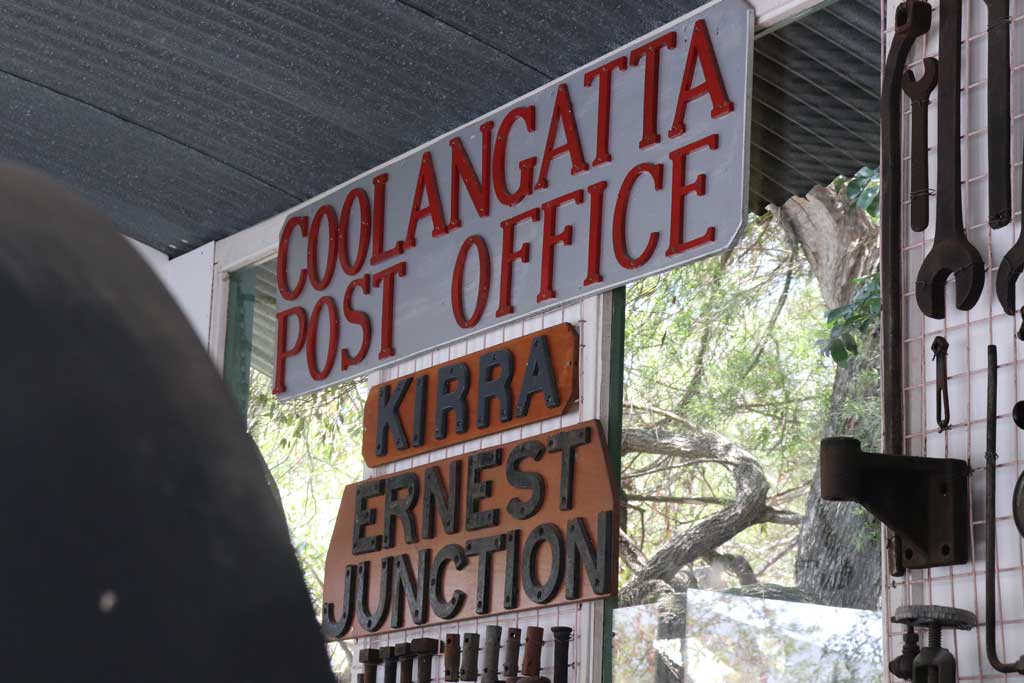 COOLANGATTA
POST OFFICE
KIRRA
ERNEST
JUNCTION